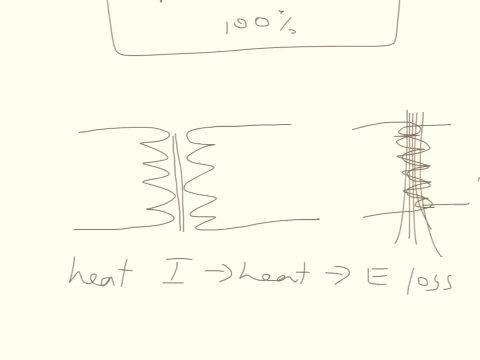 100%
heat I → heat → E loss